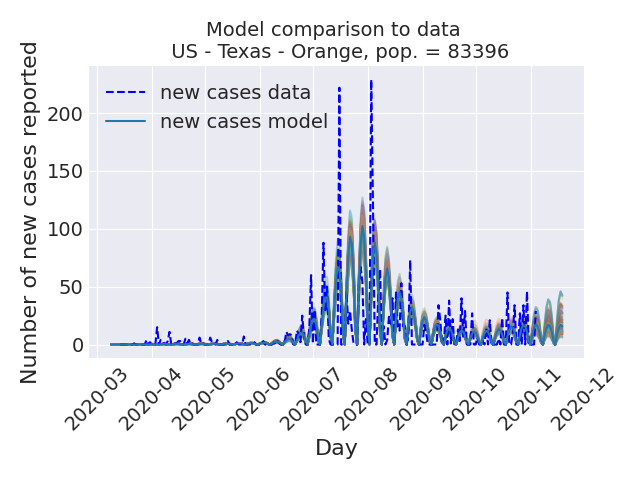 Model comparison to data
US - Texas - Orange, pop. = 83396
Number of new cases reported
200
150
100
50
0
new cases data
new cases model
2020-03
2020-04
2020-05
2020-06
2020-07
2020-08
2020-09
2020-10
2020-11
2020-12
Day